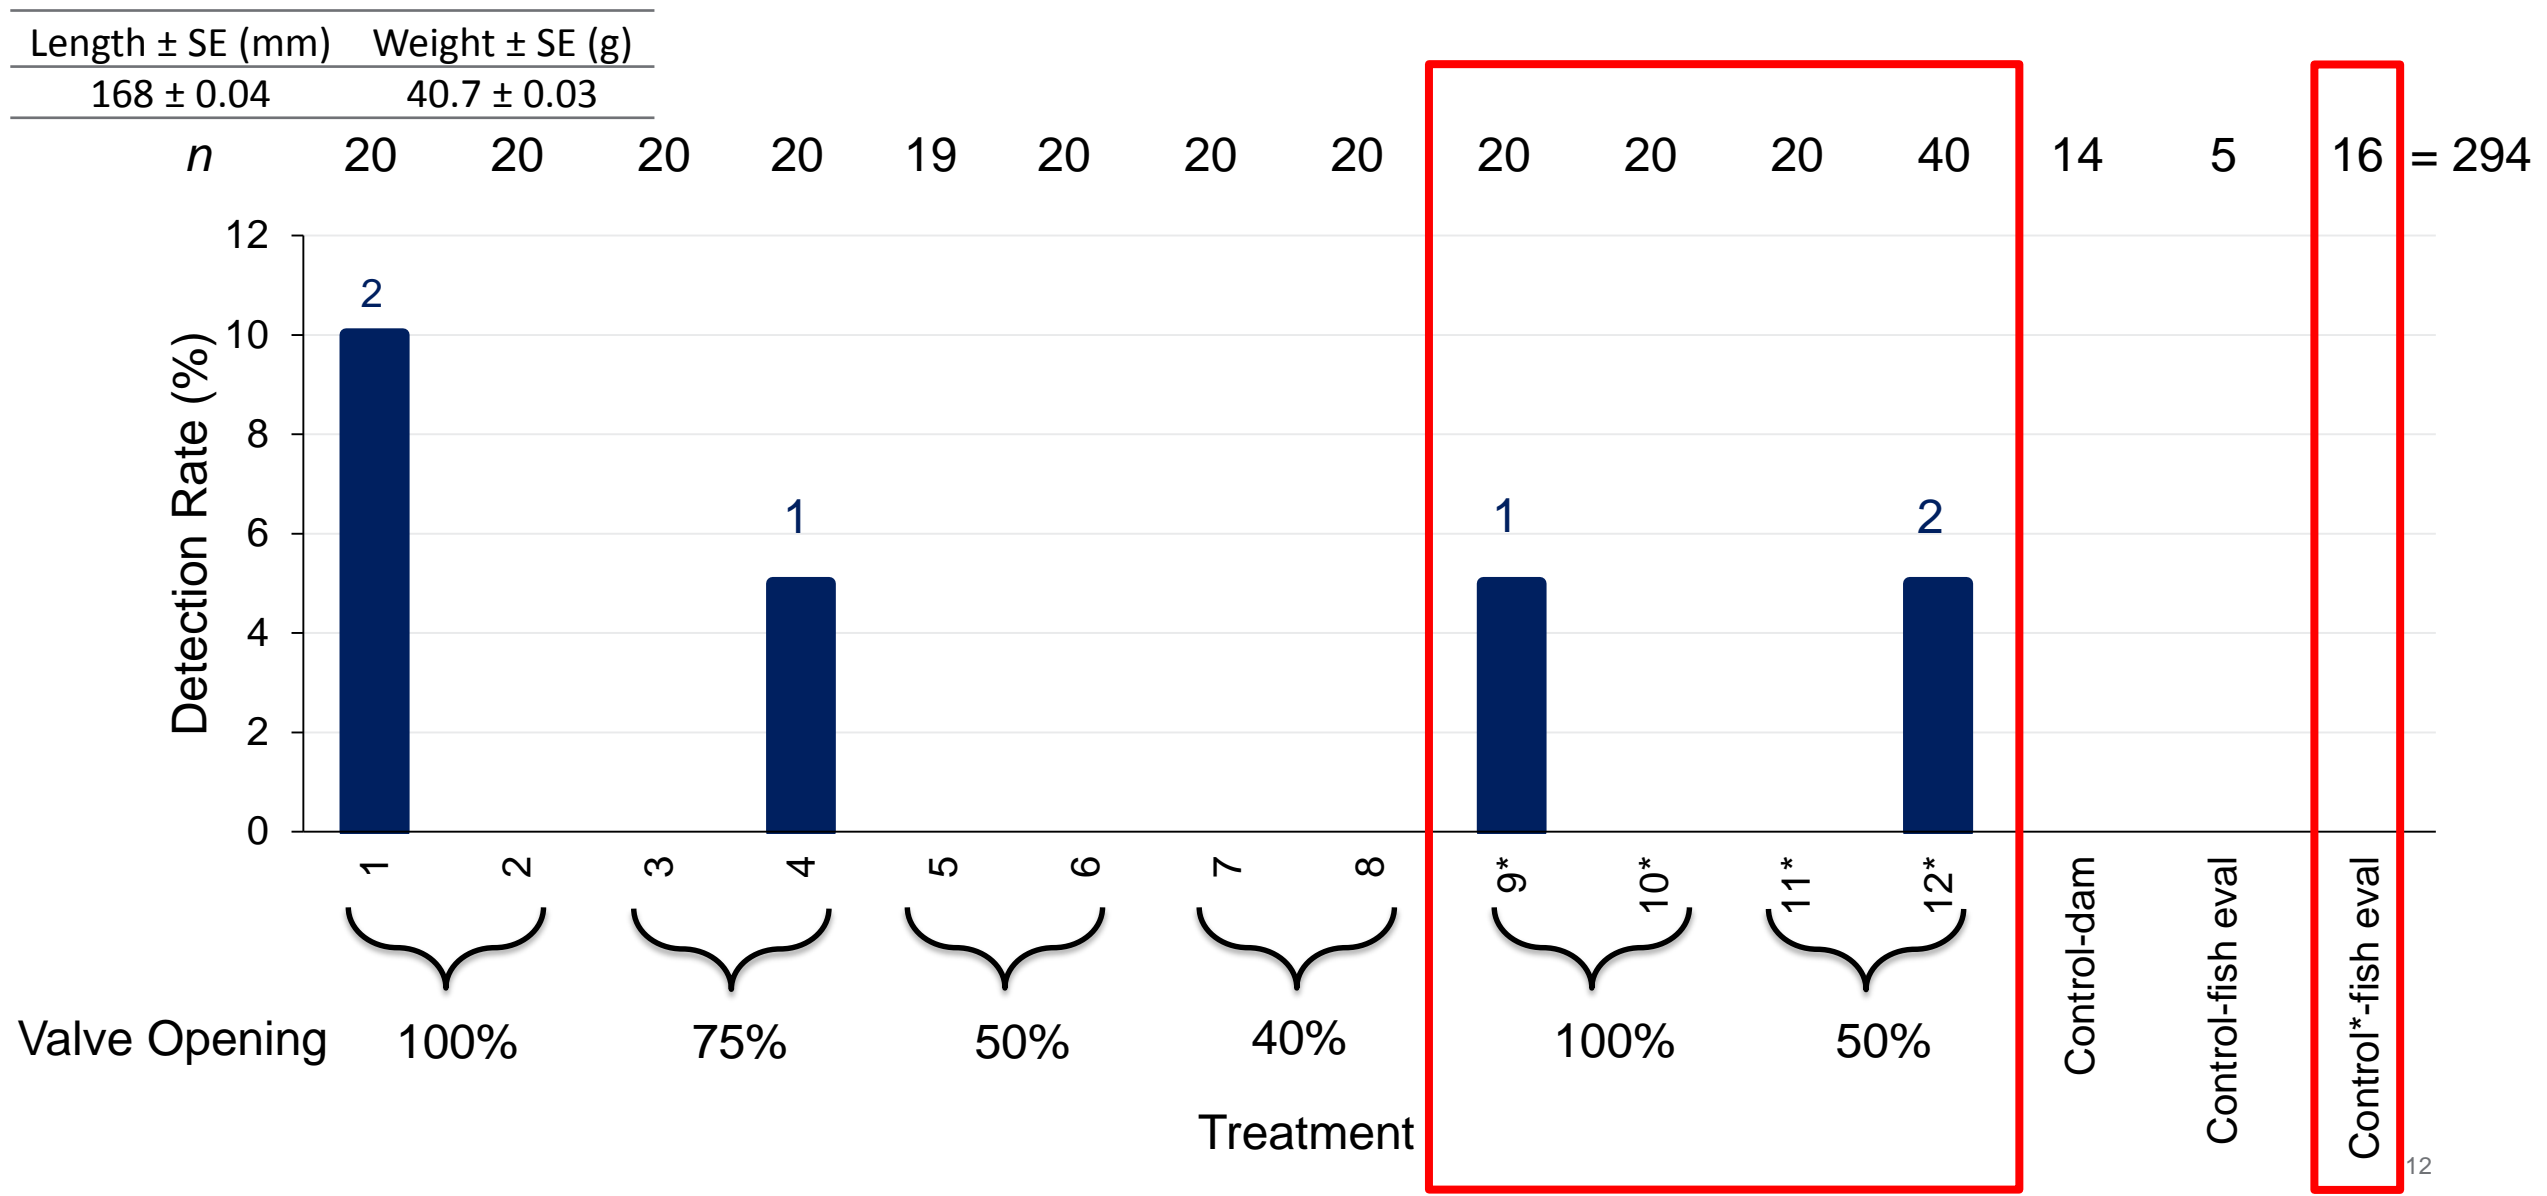 Length ± SE (mm) Weight ± SE (g)
168 ± 0.04 40.7 ± 0.03
n 20 20 20 20 19 20 20 20 20 20 20 40 14 5 16 = 294
12
10
8
6
4
2
0
Detection Rate (%)
2 1 1 2
1 2 3 4 5 6 7 8 9* 10* 11* 12* Control-dam Control-fish eval Control*-fish eval
Valve Opening 100% 75% 50% 40% 100% 50%
Treatment
12